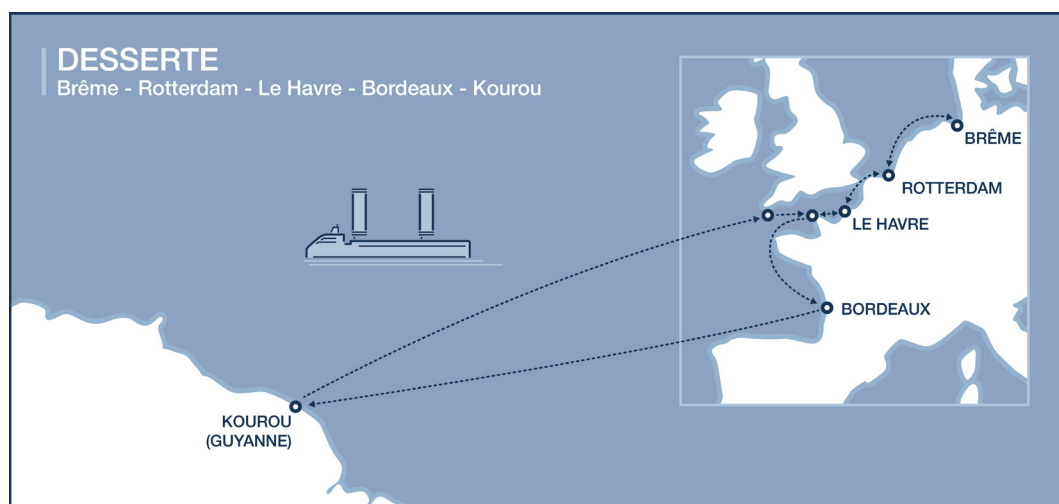 DESSERTE
Brême - Rotterdam - Le Havre - Bordeaux - Kourou
BRÊME
ROTTERDAM
LE HAVRE
BORDEAUX
KOUROU
(GUYANNE)